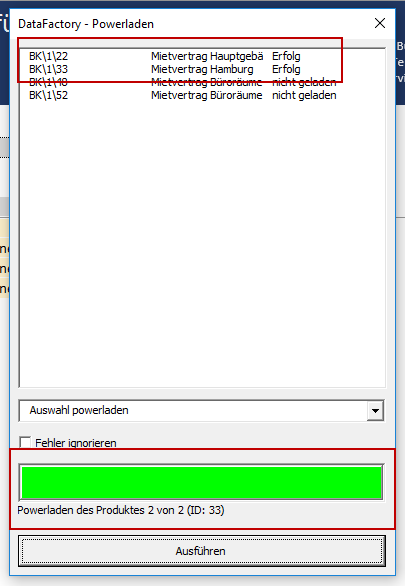 DataFactory - Powerladen
BK\1\22 Mietvertrag Hauptgebä Erfolg
BK\1\33 Mietvertrag Hamburg Erfolg
BK\1\40 Mietvertrag Büroräume nicht geladen
BK\1\52 Mietvertrag Büroräume nicht geladen
Auswahl powerladen
Fehler ignorieren
Powerladen des Produktes 2 von 2 (ID: 33)
Ausführen